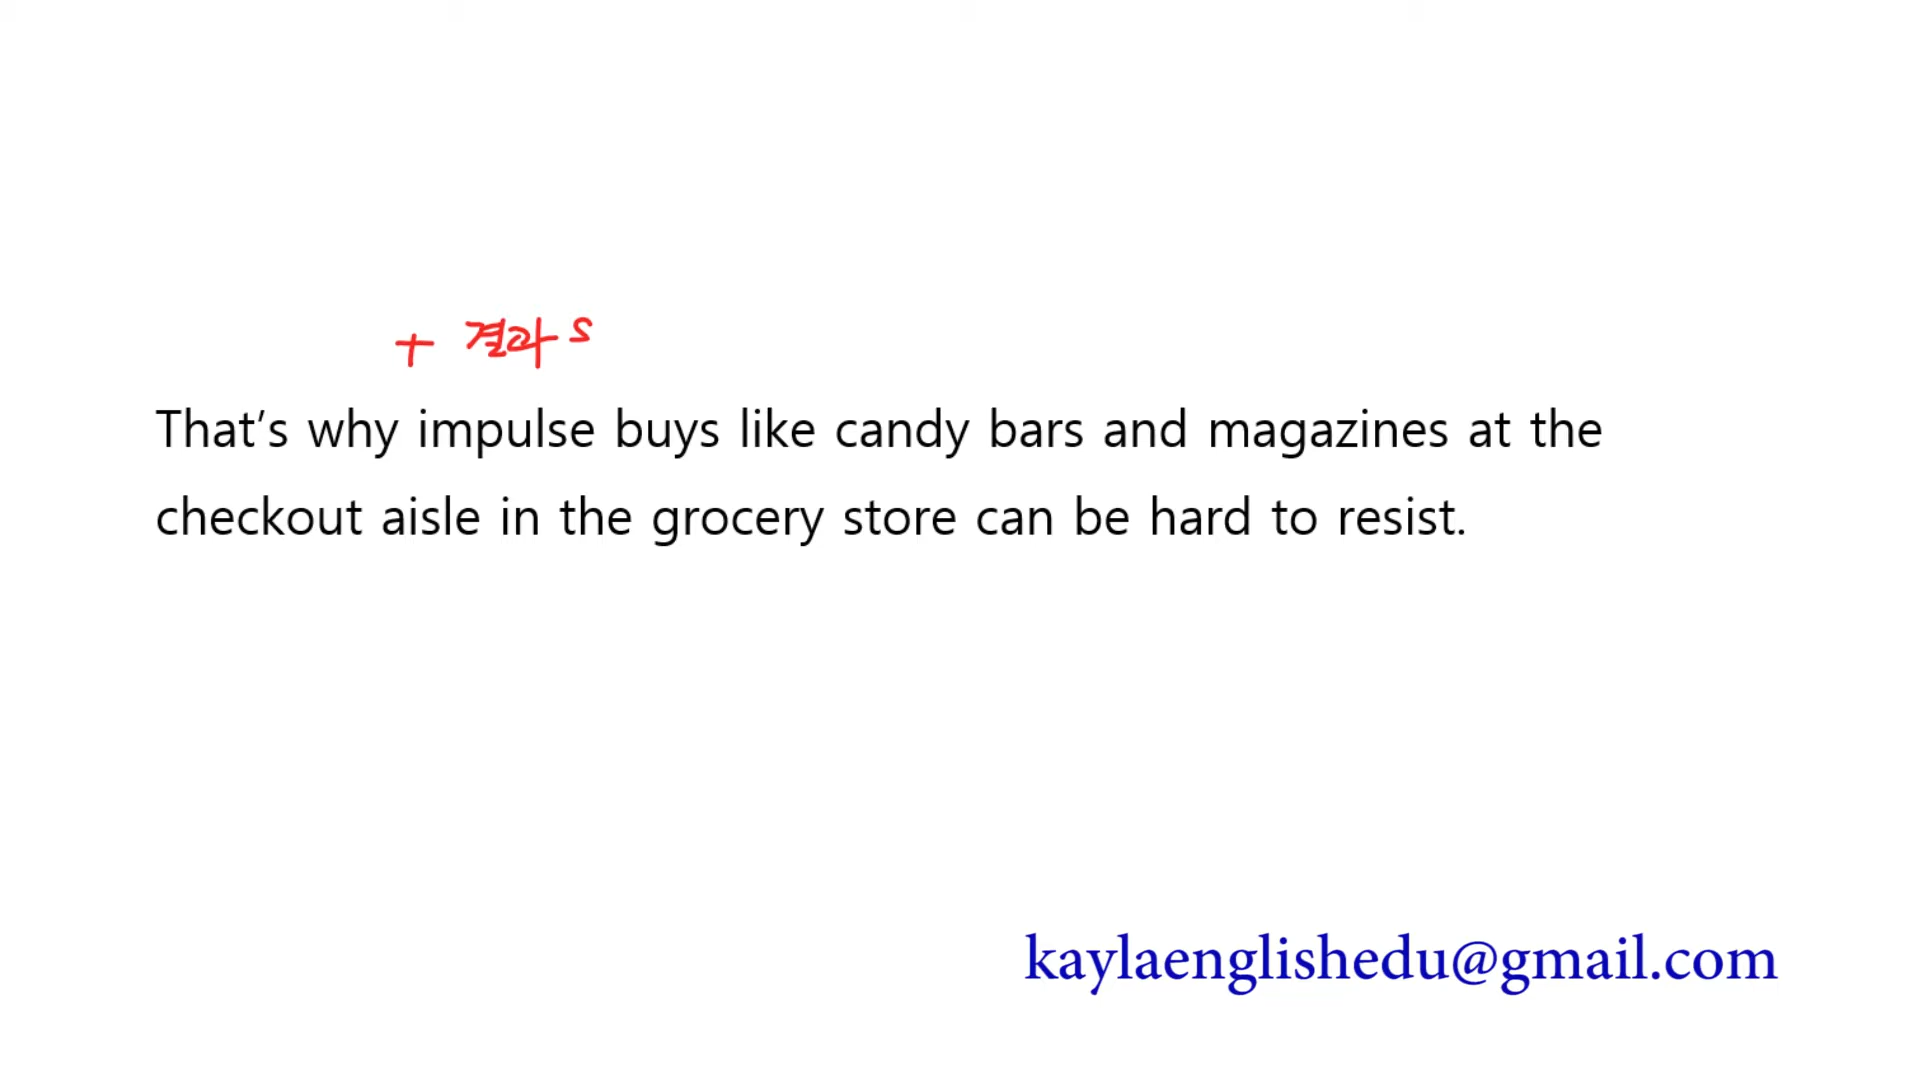 + 결과 S
That's why impulse buys like candy bars and magazines at the
checkout aisle in the grocery store can be hard to resist.
kaylaenglishedu@gmail.com